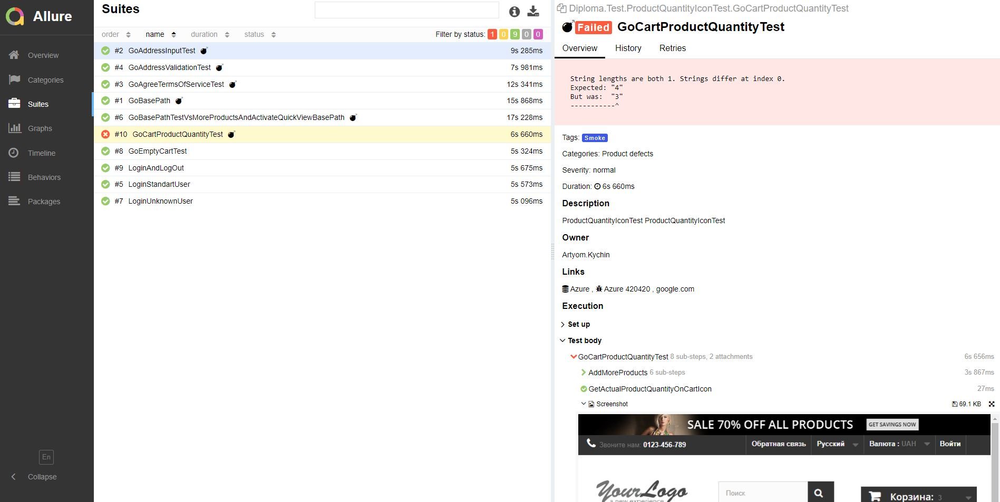 Allure
Overview
Categories
Suites
Graphs
Timeline
Behaviors
Packages
En
Collapse
Suites
order name duration status Filter by status: 1 0 9 0 0
#2 GoAddressInputTest 9s 285ms
#4 GoAddressValidationTest 7s 981ms
#3 GoAgreeTermsOfServiceTest 12s 341ms
#1 GoBasePath 15s 868ms
#6 GoBasePathTestVsMoreProductsAndActivateQuickViewBasePath 17s 228ms
#10 GoCartProductQuantityTest 6s 660ms
#8 GoEmptyCartTest 5s 324ms
#9 LoginAndLogOut 5s 675ms
#5 LoginStandartUser 5s 573ms
#7 LoginUnknownUser 5s 096ms
Diploma.Test.ProductQuantityIconTest.GoCartProductQuantityTest
Failed GoCartProductQuantityTest
Overview History Retries
String lengths are both 1. Strings differ at index 0.
Expected: "4"
But was:  "3"
-----------^
Tags: Smoke
Categories: Product defects
Severity: normal
Duration: 6s 660ms
Description
ProductQuantityIconTest ProductQuantityIconTest
Owner
Artyom.Kychin
Links
Azure , Azure 420420 , google.com
Execution
Set up
Test body
GoCartProductQuantityTest 8 sub-steps, 2 attachments 6s 656ms
AddMoreProducts 6 sub-steps 3s 867ms
GetActualProductQuantityOnCartIcon 27ms
Screenshot 69.1 KB
SALE 70% OFF ALL PRODUCTS GET SAVINGS NOW
Звоните нам: 0123-456-789 Обратная связь Русский Валюта : UAH Войти
YourLogo
a new experience
Поиск
Корзина: 3